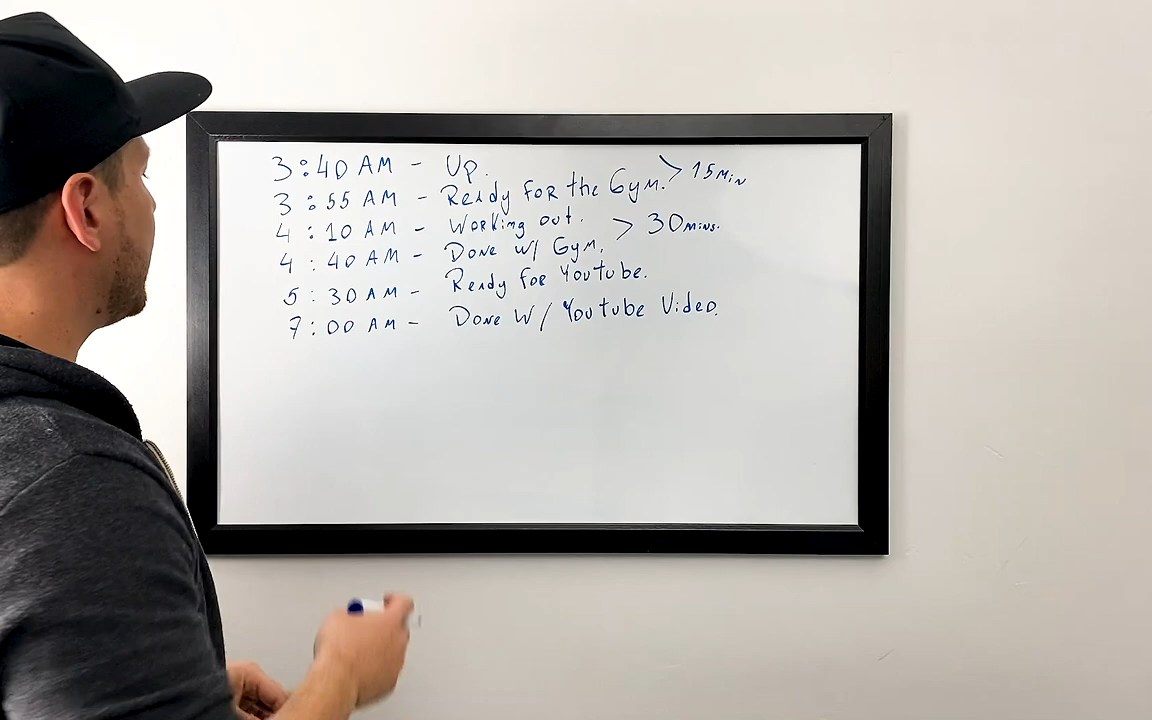 3:40 AM - Up.
> 15 MiN
3:55 AM - Ready for the Gym.
4:10 AM - Working out.
> 30 mins.
4:40 AM - Done w/ Gym.
5:30 AM - Ready for Youtube.
7:00 AM - Done W/ Youtube Video.